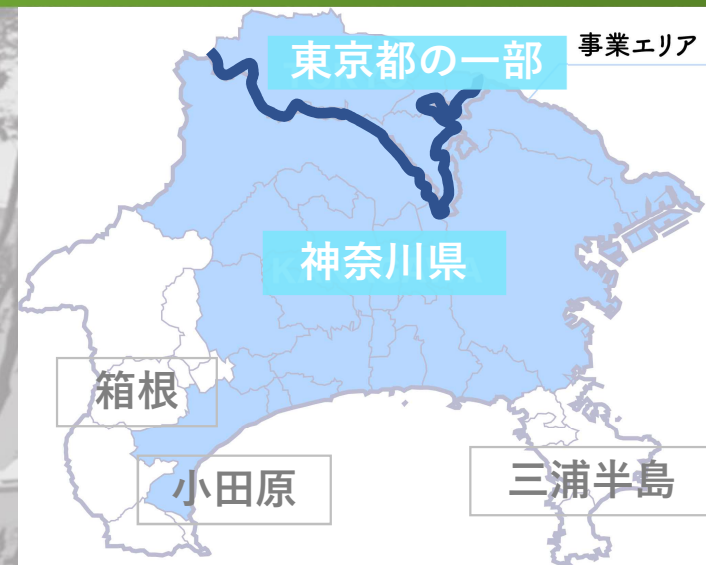 東京都の一部
事業エリア
神奈川県
箱根
小田原
三浦半島